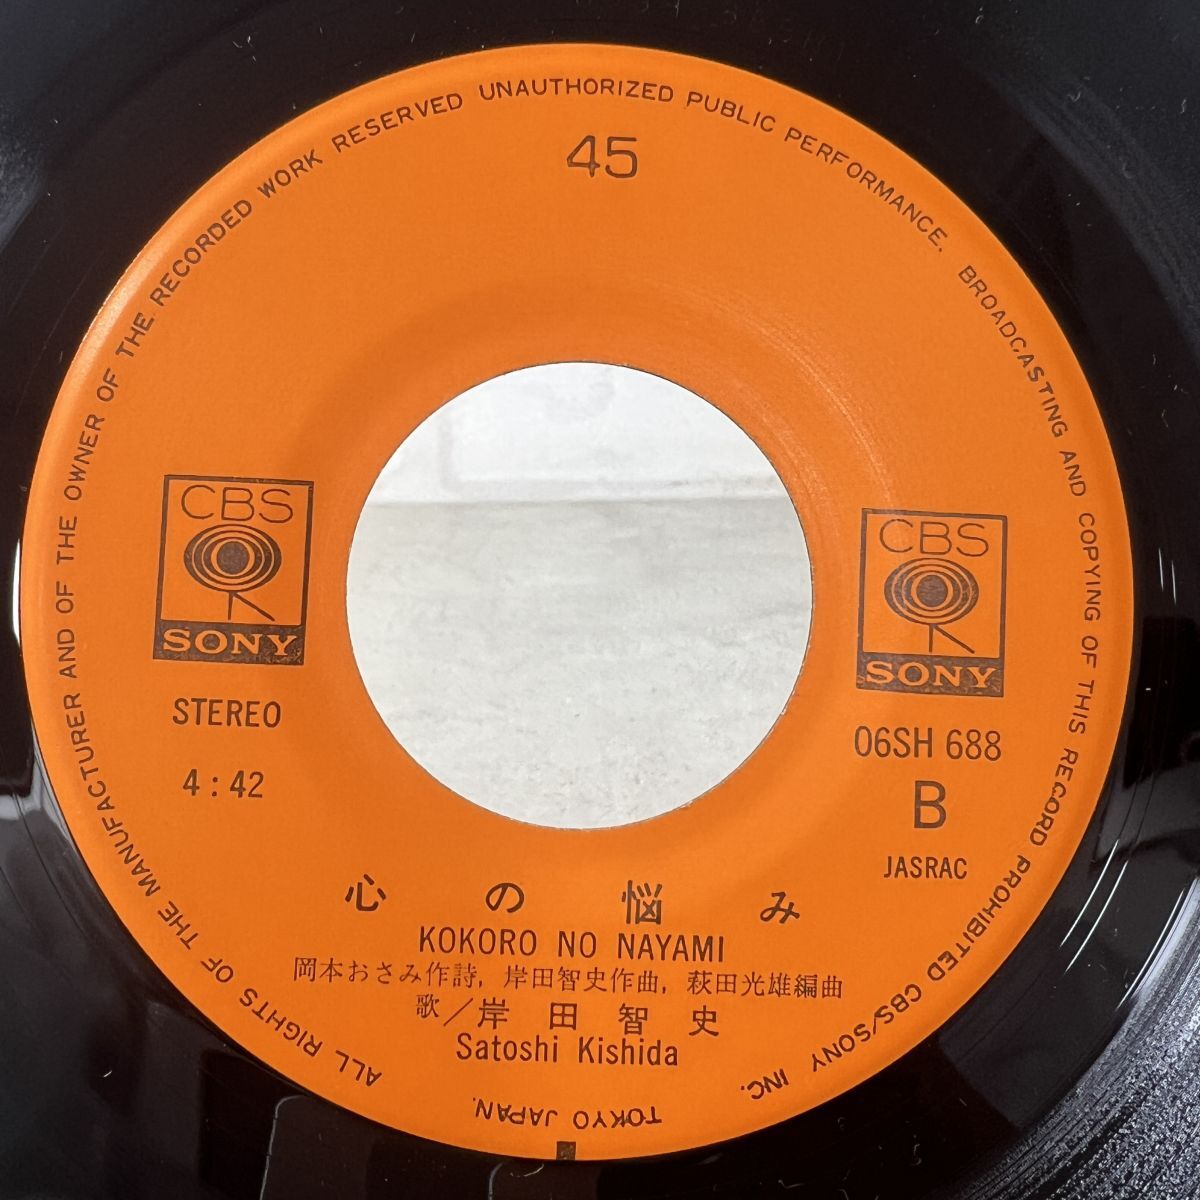 ALL RIGHTS OF THE MANUFACTURER AND OF THE OWNER OF THE RECORDED WORK RESERVED UNAUTHORIZED PUBLIC PERFORMANCE. BROADCASTING AND COPYING OF THIS RECORD PROHIBITED CBS/SONY INC.
TOKYO JAPAN.
45
CBS
SONY
STEREO
4:42
CBS
SONY
06SH 688
B
JASRAC
心の悩み
KOKORO NO NAYAMI
岡本おさみ作詩, 岸田智史作曲, 萩田光雄編曲
歌／岸田智史
Satoshi Kishida